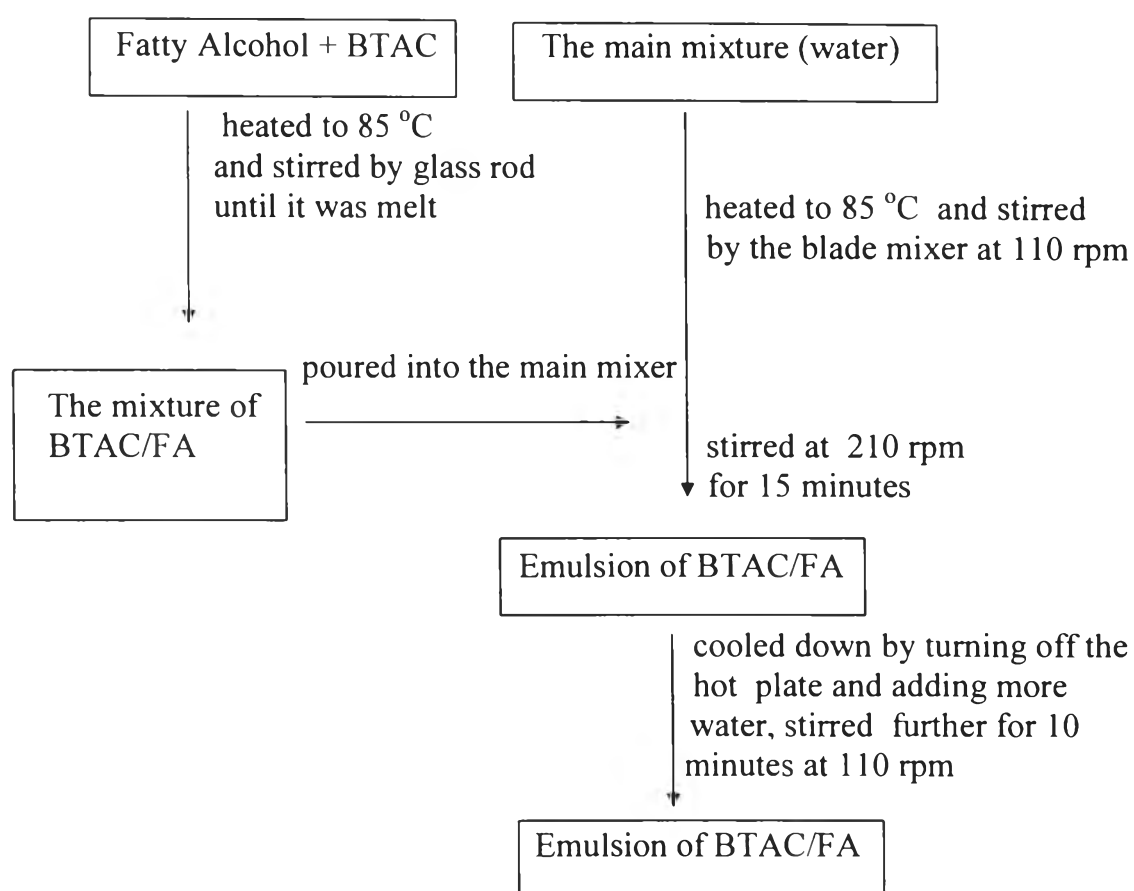 Fatty Alcohol + BTAC
The main mixture (water)
heated to 85 °C
and stirred by glass rod
until it was melt
heated to 85 °C and stirred
by the blade mixer at 110 rpm
poured into the main mixer
The mixture of
BTAC/FA
stirred at 210 rpm
for 15 minutes
Emulsion of BTAC/FA
cooled down by turning off the
hot plate and adding more
water, stirred further for 10
minutes at 110 rpm
Emulsion of BTAC/FA